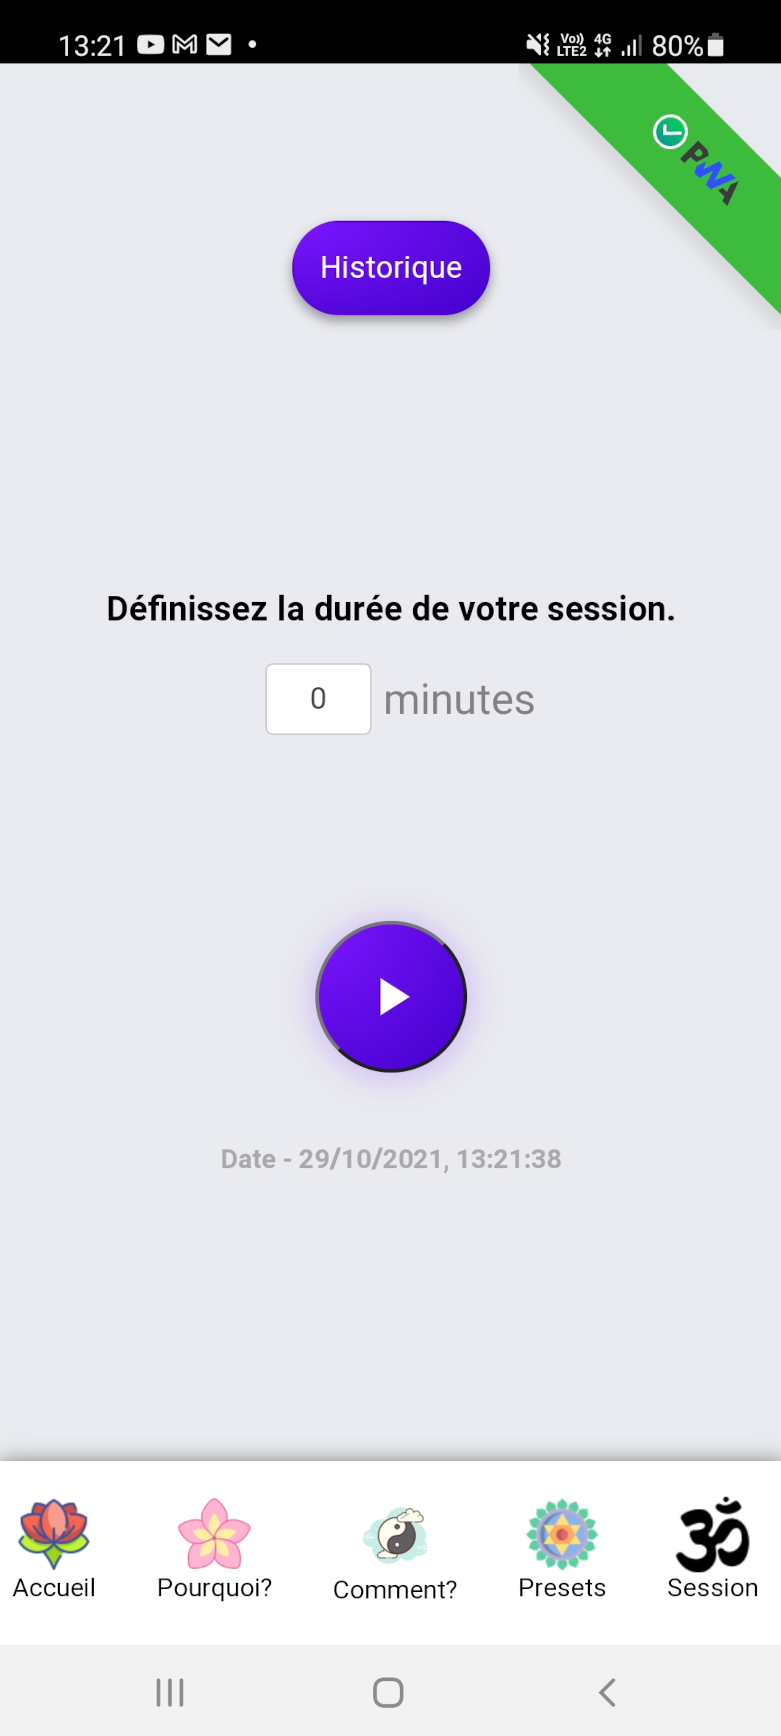 13:21
Vo)) 4G
LTE2
80%
PWA
Historique
Définissez la durée de votre session.
0 minutes
Date - 29/10/2021, 13:21:38
Accueil Pourquoi? Comment? Presets Session